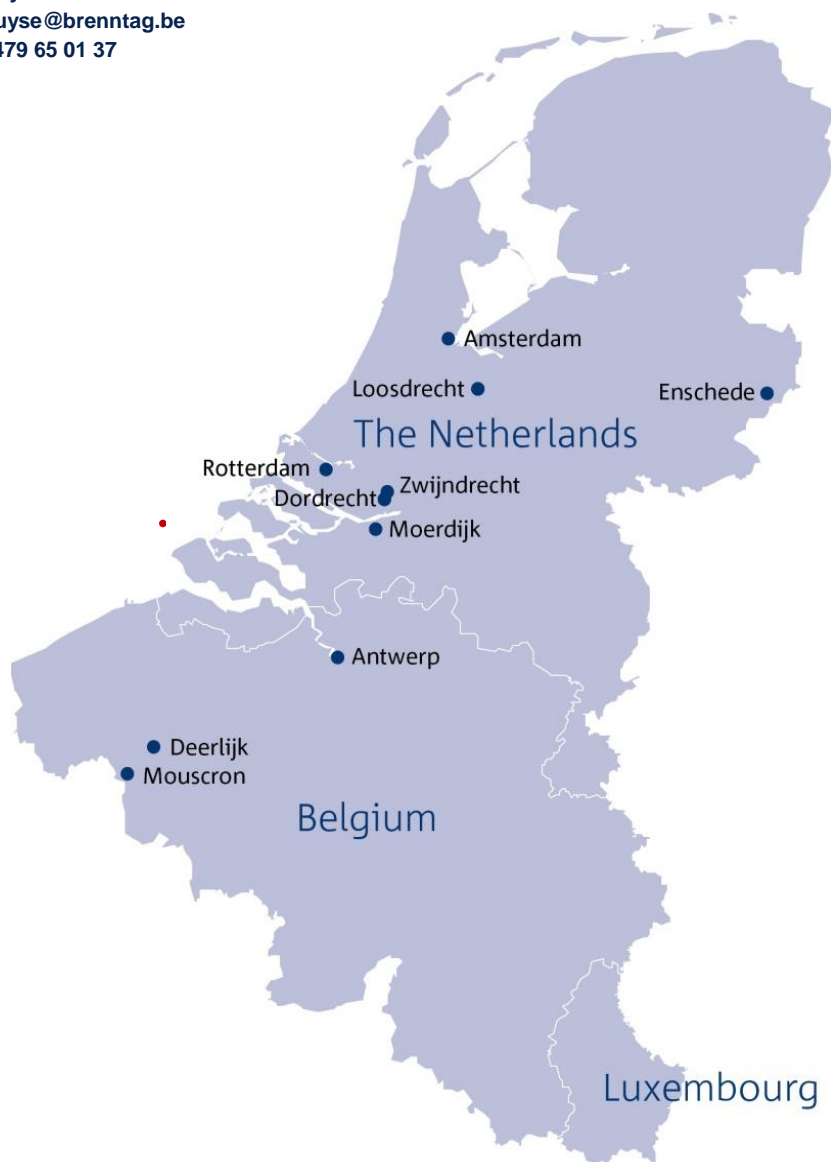 uyse@brenntag.be
479 65 01 37
Amsterdam
Loosdrecht
Enschede
The Netherlands
Rotterdam
Zwijndrecht
Dordrecht
Moerdijk
Antwerp
Deerlijk
Mouscron
Belgium
Luxembourg